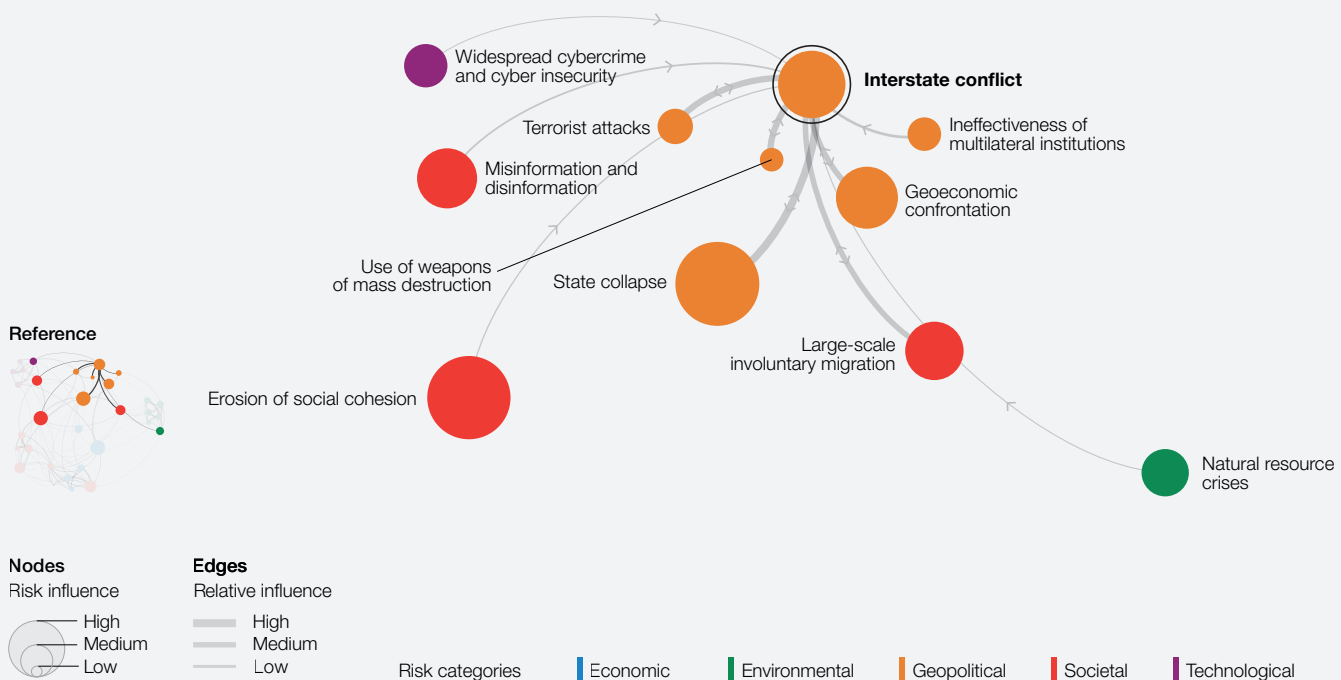 Widespread cybercrime
and cyber insecurity
Interstate conflict
Terrorist attacks
Ineffectiveness of
multilateral institutions
Misinformation and
disinformation
Geoeconomic
confrontation
Use of weapons
of mass destruction
State collapse
Reference
Large-scale
involuntary migration
Erosion of social cohesion
Natural resource
crises
Nodes
Risk influence
High
Medium
Low
Edges
Relative influence
High
Medium
Low
Risk categories
Economic
Environmental
Geopolitical
Societal
Technological